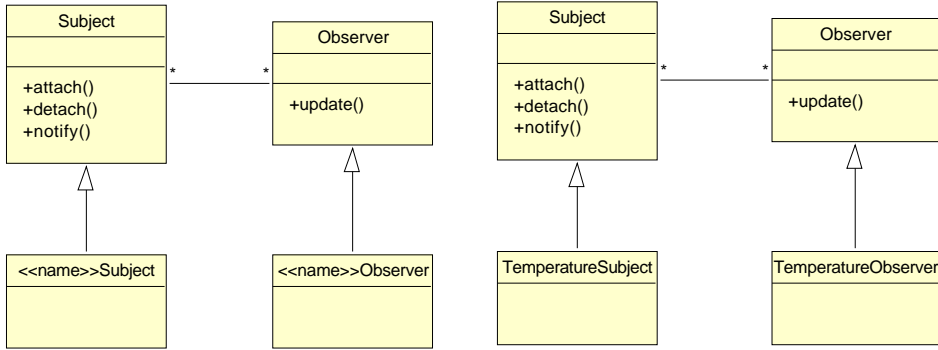 Subject
+attach()
+detach()
+notify()
*
*
Observer
+update()
<<name>>Subject
<<name>>Observer
Subject
+attach()
+detach()
+notify()
*
*
Observer
+update()
TemperatureSubject
TemperatureObserver